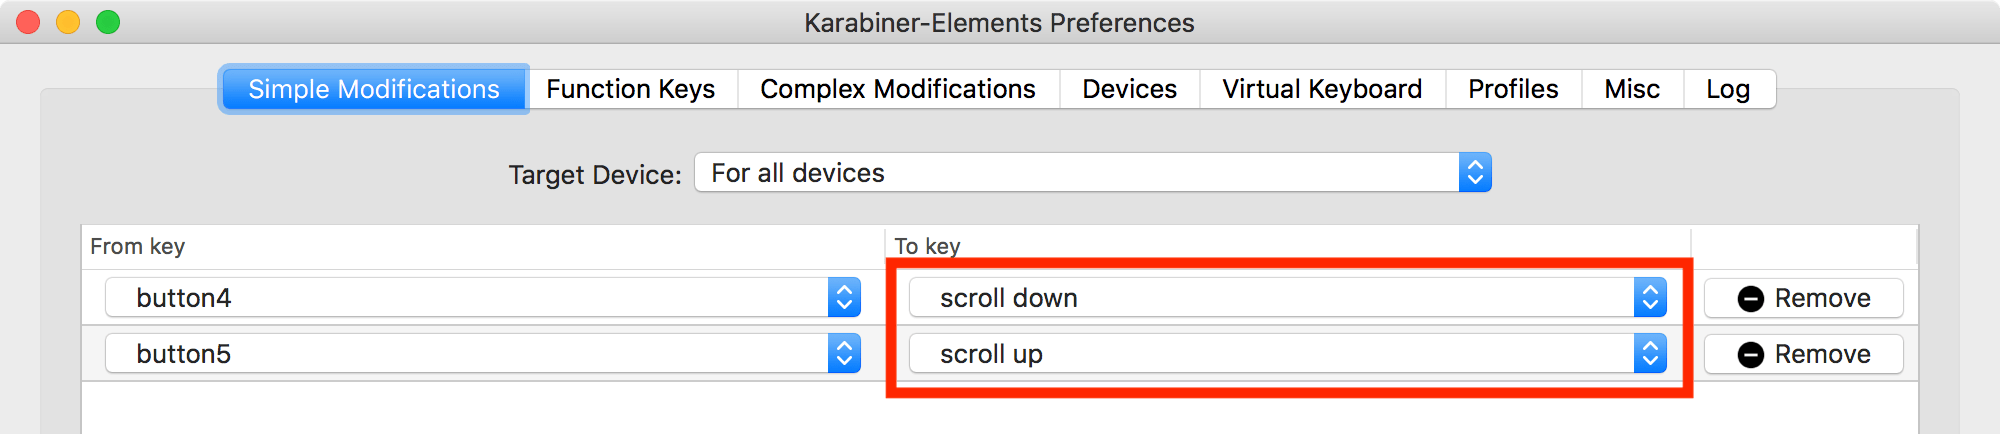 Karabiner-Elements Preferences
Simple Modifications Function Keys Complex Modifications Devices Virtual Keyboard Profiles Misc Log
Target Device: For all devices
From key To key
button4 scroll down Remove
button5 scroll up Remove